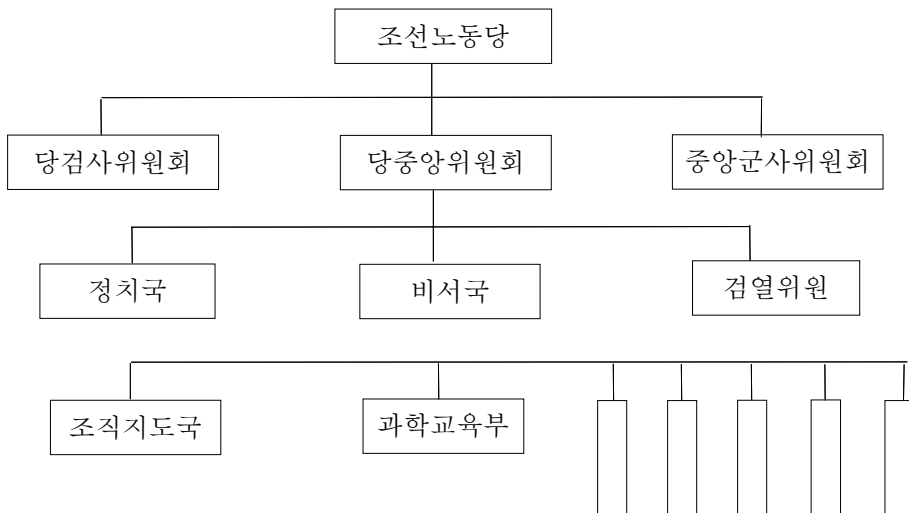 조선노동당
당검사위원회
당중앙위원회
중앙군사위원회
정치국
비서국
검열위원
조직지도국
과학교육부